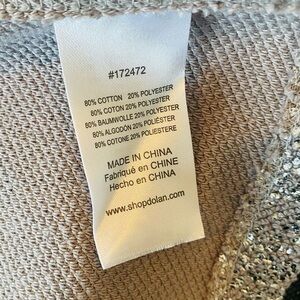 #172472
80% COTTON 20% POLYESTER
80% COTON 20% POLYESTER
80% BAUMWOLLE 20% POLYESTER
80% ALGODÓN 20% POLIÉSTER
80% COTONE 20% POLIESTERE
MADE IN CHINA
Fabriqué en CHINE
Hecho en CHINA
www.shopdolan.com